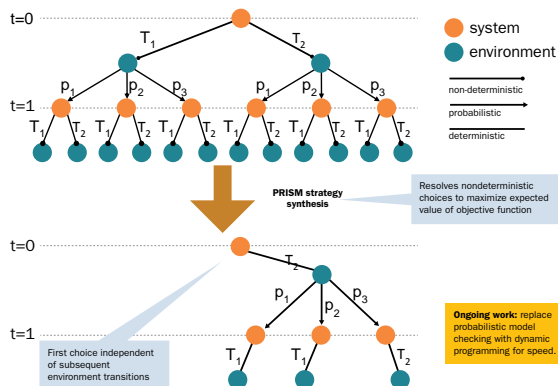 t=0
system
T1
T2
environment
p1
p2
p3
p1
p2
p3
non-deterministic
t=1
probabilistic
T1
T2
T1
T2
T1
T2
T1
T2
T1
T2
T1
T2
deterministic
PRISM strategy
synthesis
Resolves nondeterministic
choices to maximize expected
value of objective function
t=0
T2
p1
p2
p3
t=1
T1
T1
T2
First choice independent
of subsequent
environment transitions
Ongoing work: replace
probabilistic model
checking with dynamic
programming for speed.